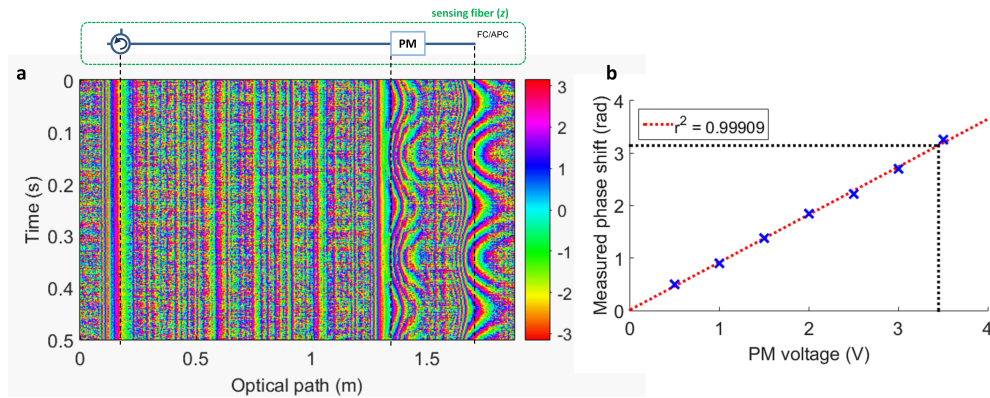 sensing fiber (z)
PM
FC/APC
a
0
0.1
0.2
0.3
0.4
0.5
Time (s)
0
0.5
1
1.5
Optical path (m)
3
2
1
0
-1
-2
-3
b
4
3
2
1
0
Measured phase shift (rad)
r² = 0.99909
0
1
2
3
4
PM voltage (V)